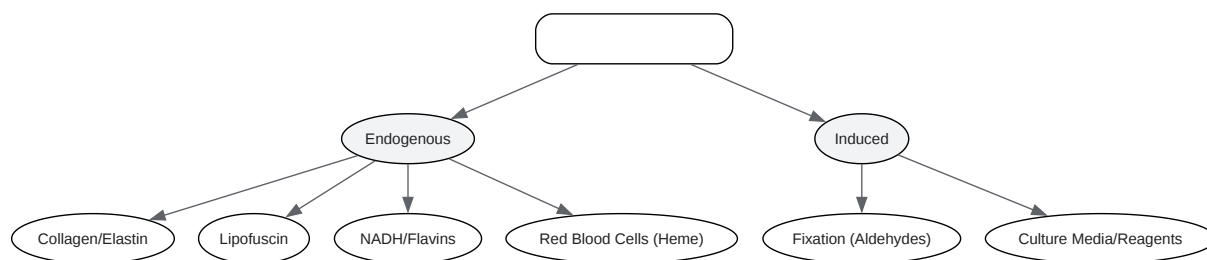 Endogenous
Induced
Collagen/Elastin
Lipofuscin
NADH/Flavins
Red Blood Cells (Heme)
Fixation (Aldehydes)
Culture Media/Reagents